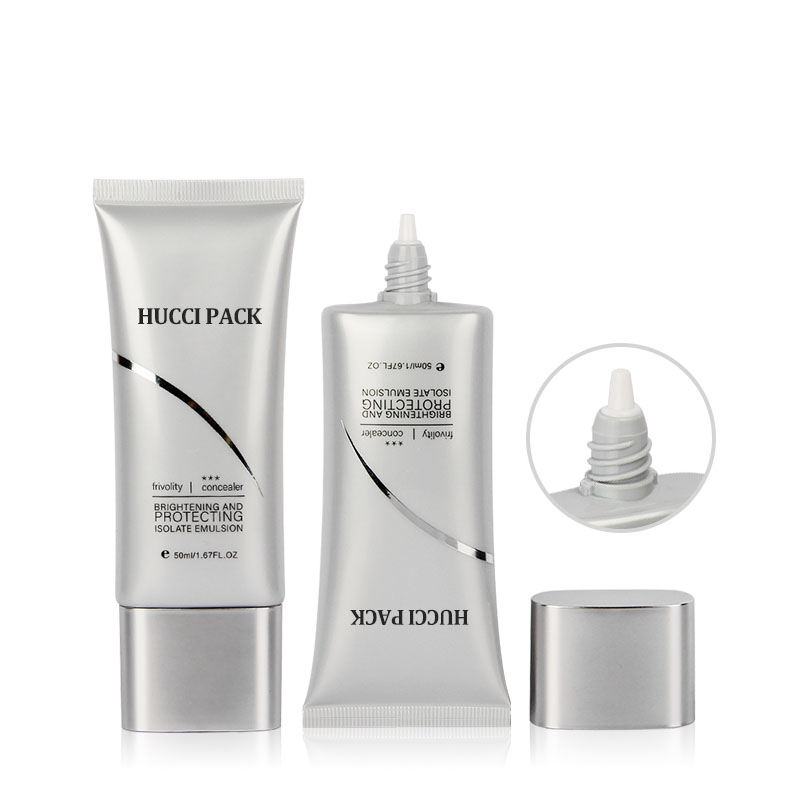 HUCCI PACK
***
frivolity | concealer
BRIGHTENING AND
PROTECTING
ISOLATE EMULSION
e 50ml/1.67FL.OZ
HUCCI PACK
***
frivolity | concealer
BRIGHTENING AND
PROTECTING
ISOLATE EMULSION
e 50ml/1.67FL.OZ